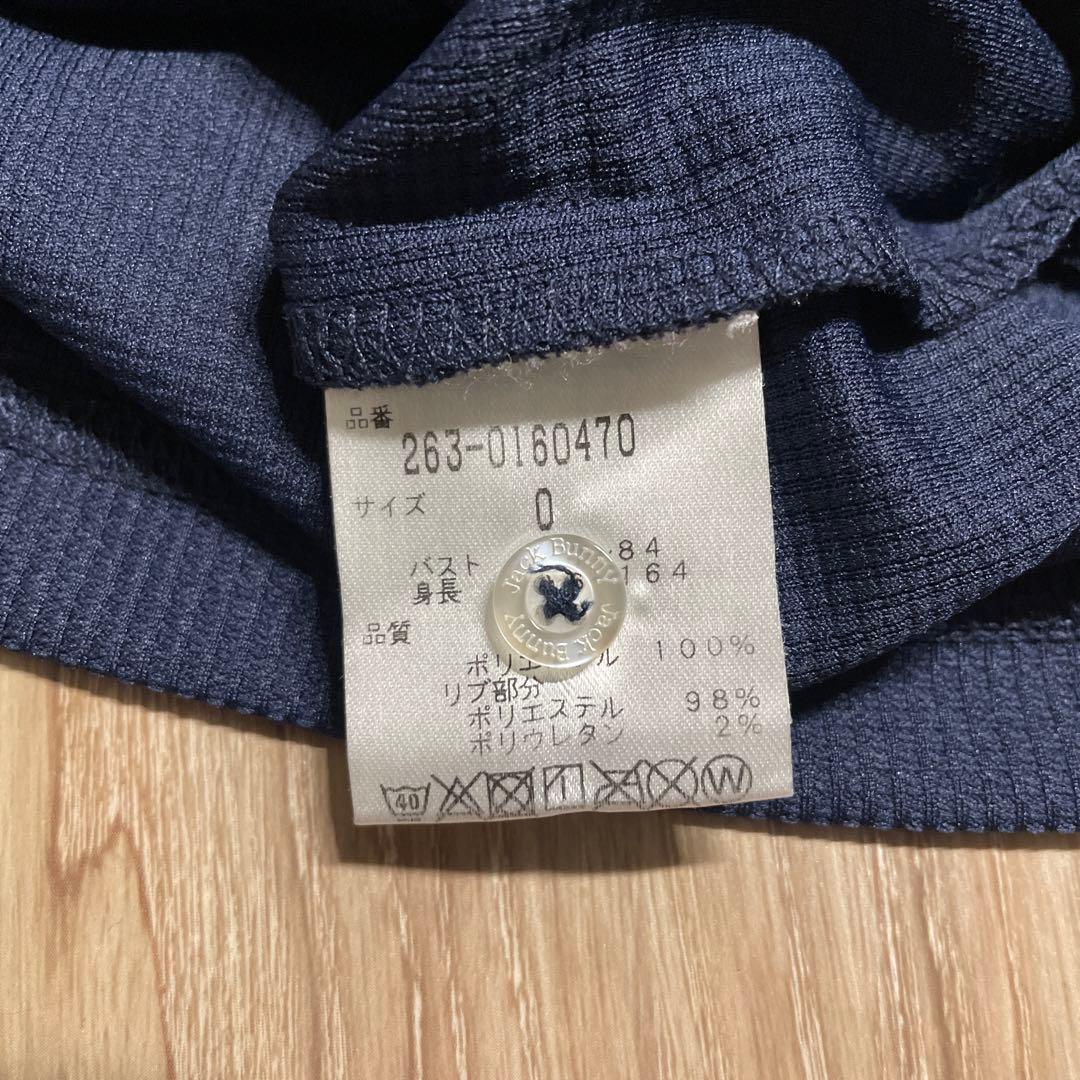 品番
263-0160470
サイズ 0
バスト 84
身長 164
Jack Bunny Jack Bunny
品質
100%
リブ部分
ポリエステル 98%
ポリウレタン 2%
40
W